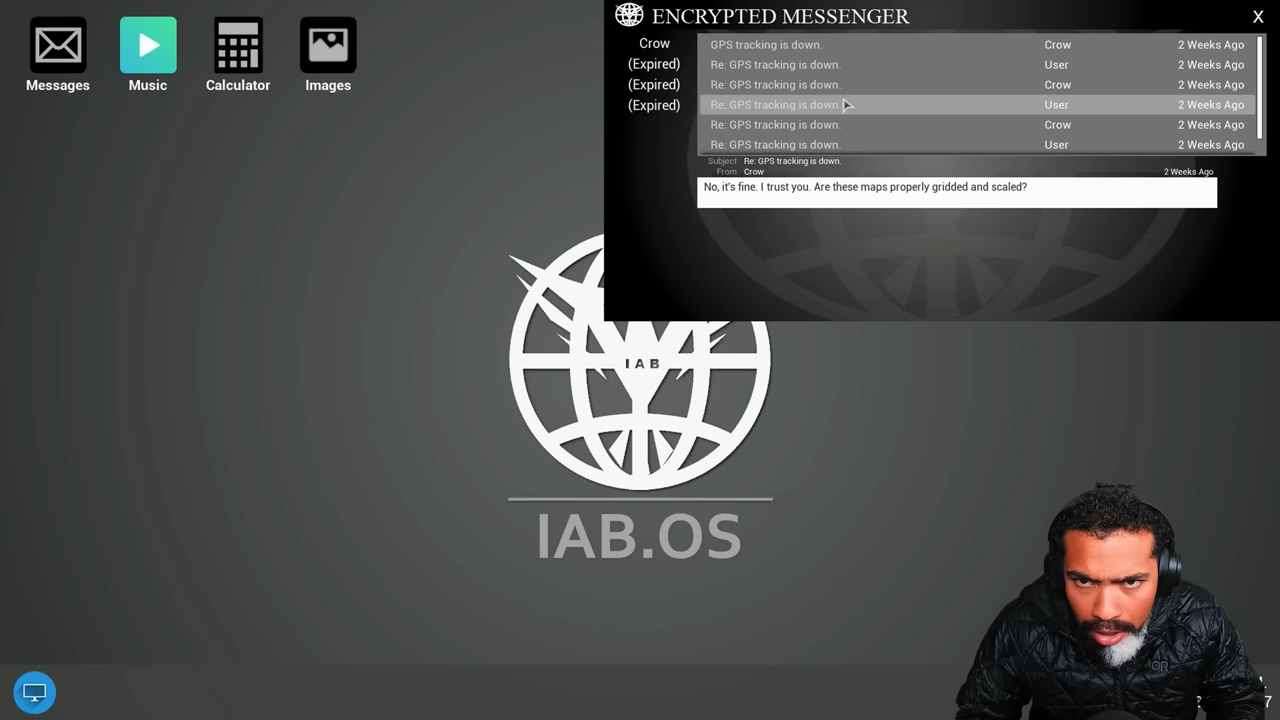 ENCRYPTED MESSENGER
X
Messages
Music
Calculator
Images
Crow
(Expired)
(Expired)
(Expired)
GPS tracking is down. Crow 2 Weeks Ago
Re: GPS tracking is down. User 2 Weeks Ago
Re: GPS tracking is down. Crow 2 Weeks Ago
Re: GPS tracking is down. User 2 Weeks Ago
Re: GPS tracking is down. Crow 2 Weeks Ago
Re: GPS tracking is down. User 2 Weeks Ago
Subject Re: GPS tracking is down.
From Crow 2 Weeks Ago
No, it's fine. I trust you. Are these maps properly gridded and scaled?
IAB
IAB.OS
OR